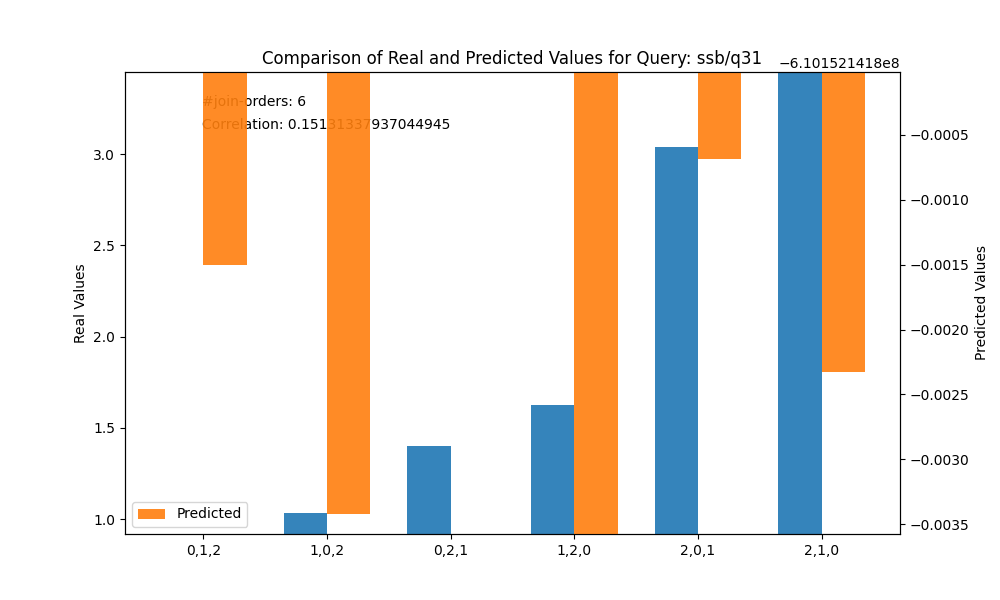 Comparison of Real and Predicted Values for Query: ssb/q31
−6.101521418e8
#join-orders: 6
Correlation: 0.15131337937044945
3.0
2.5
2.0
1.5
1.0
Real Values
−0.0005
−0.0010
−0.0015
−0.0020
−0.0025
−0.0030
−0.0035
Predicted Values
Predicted
0,1,2
1,0,2
0,2,1
1,2,0
2,0,1
2,1,0